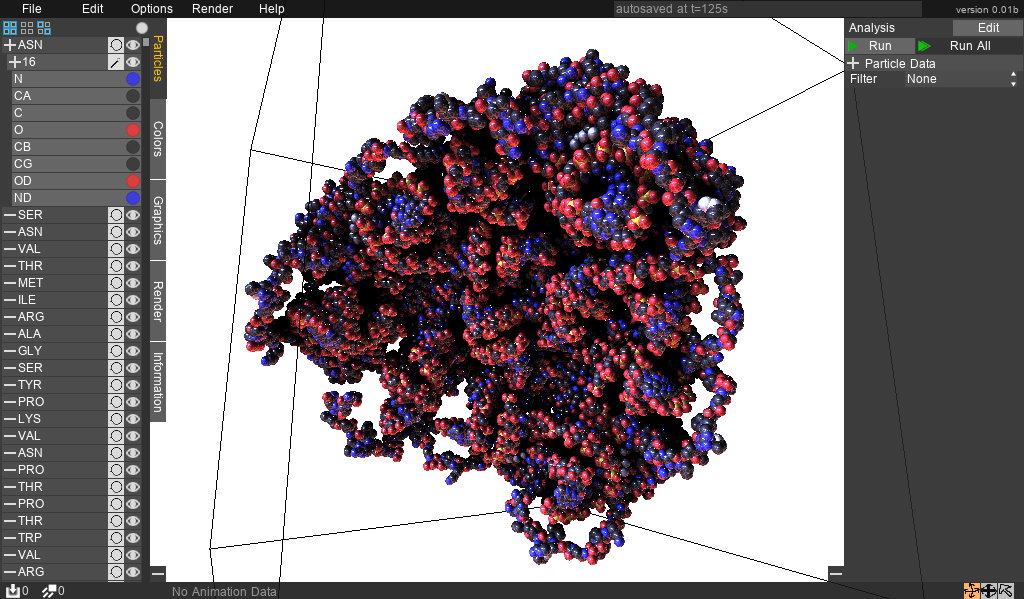 File Edit Options Render Help
autosaved at t=125s
version 0.01b
ASN
16
N
CA
C
O
CB
CG
OD
ND
SER
ASN
VAL
THR
MET
ILE
ARG
ALA
GLY
SER
TYR
PRO
LYS
VAL
ASN
PRO
THR
PRO
THR
TRP
VAL
ARG
Particles
Colors
Graphics
Render
Information
Analysis Edit
Run Run All
Particle Data
Filter None
0 0
No Animation Data